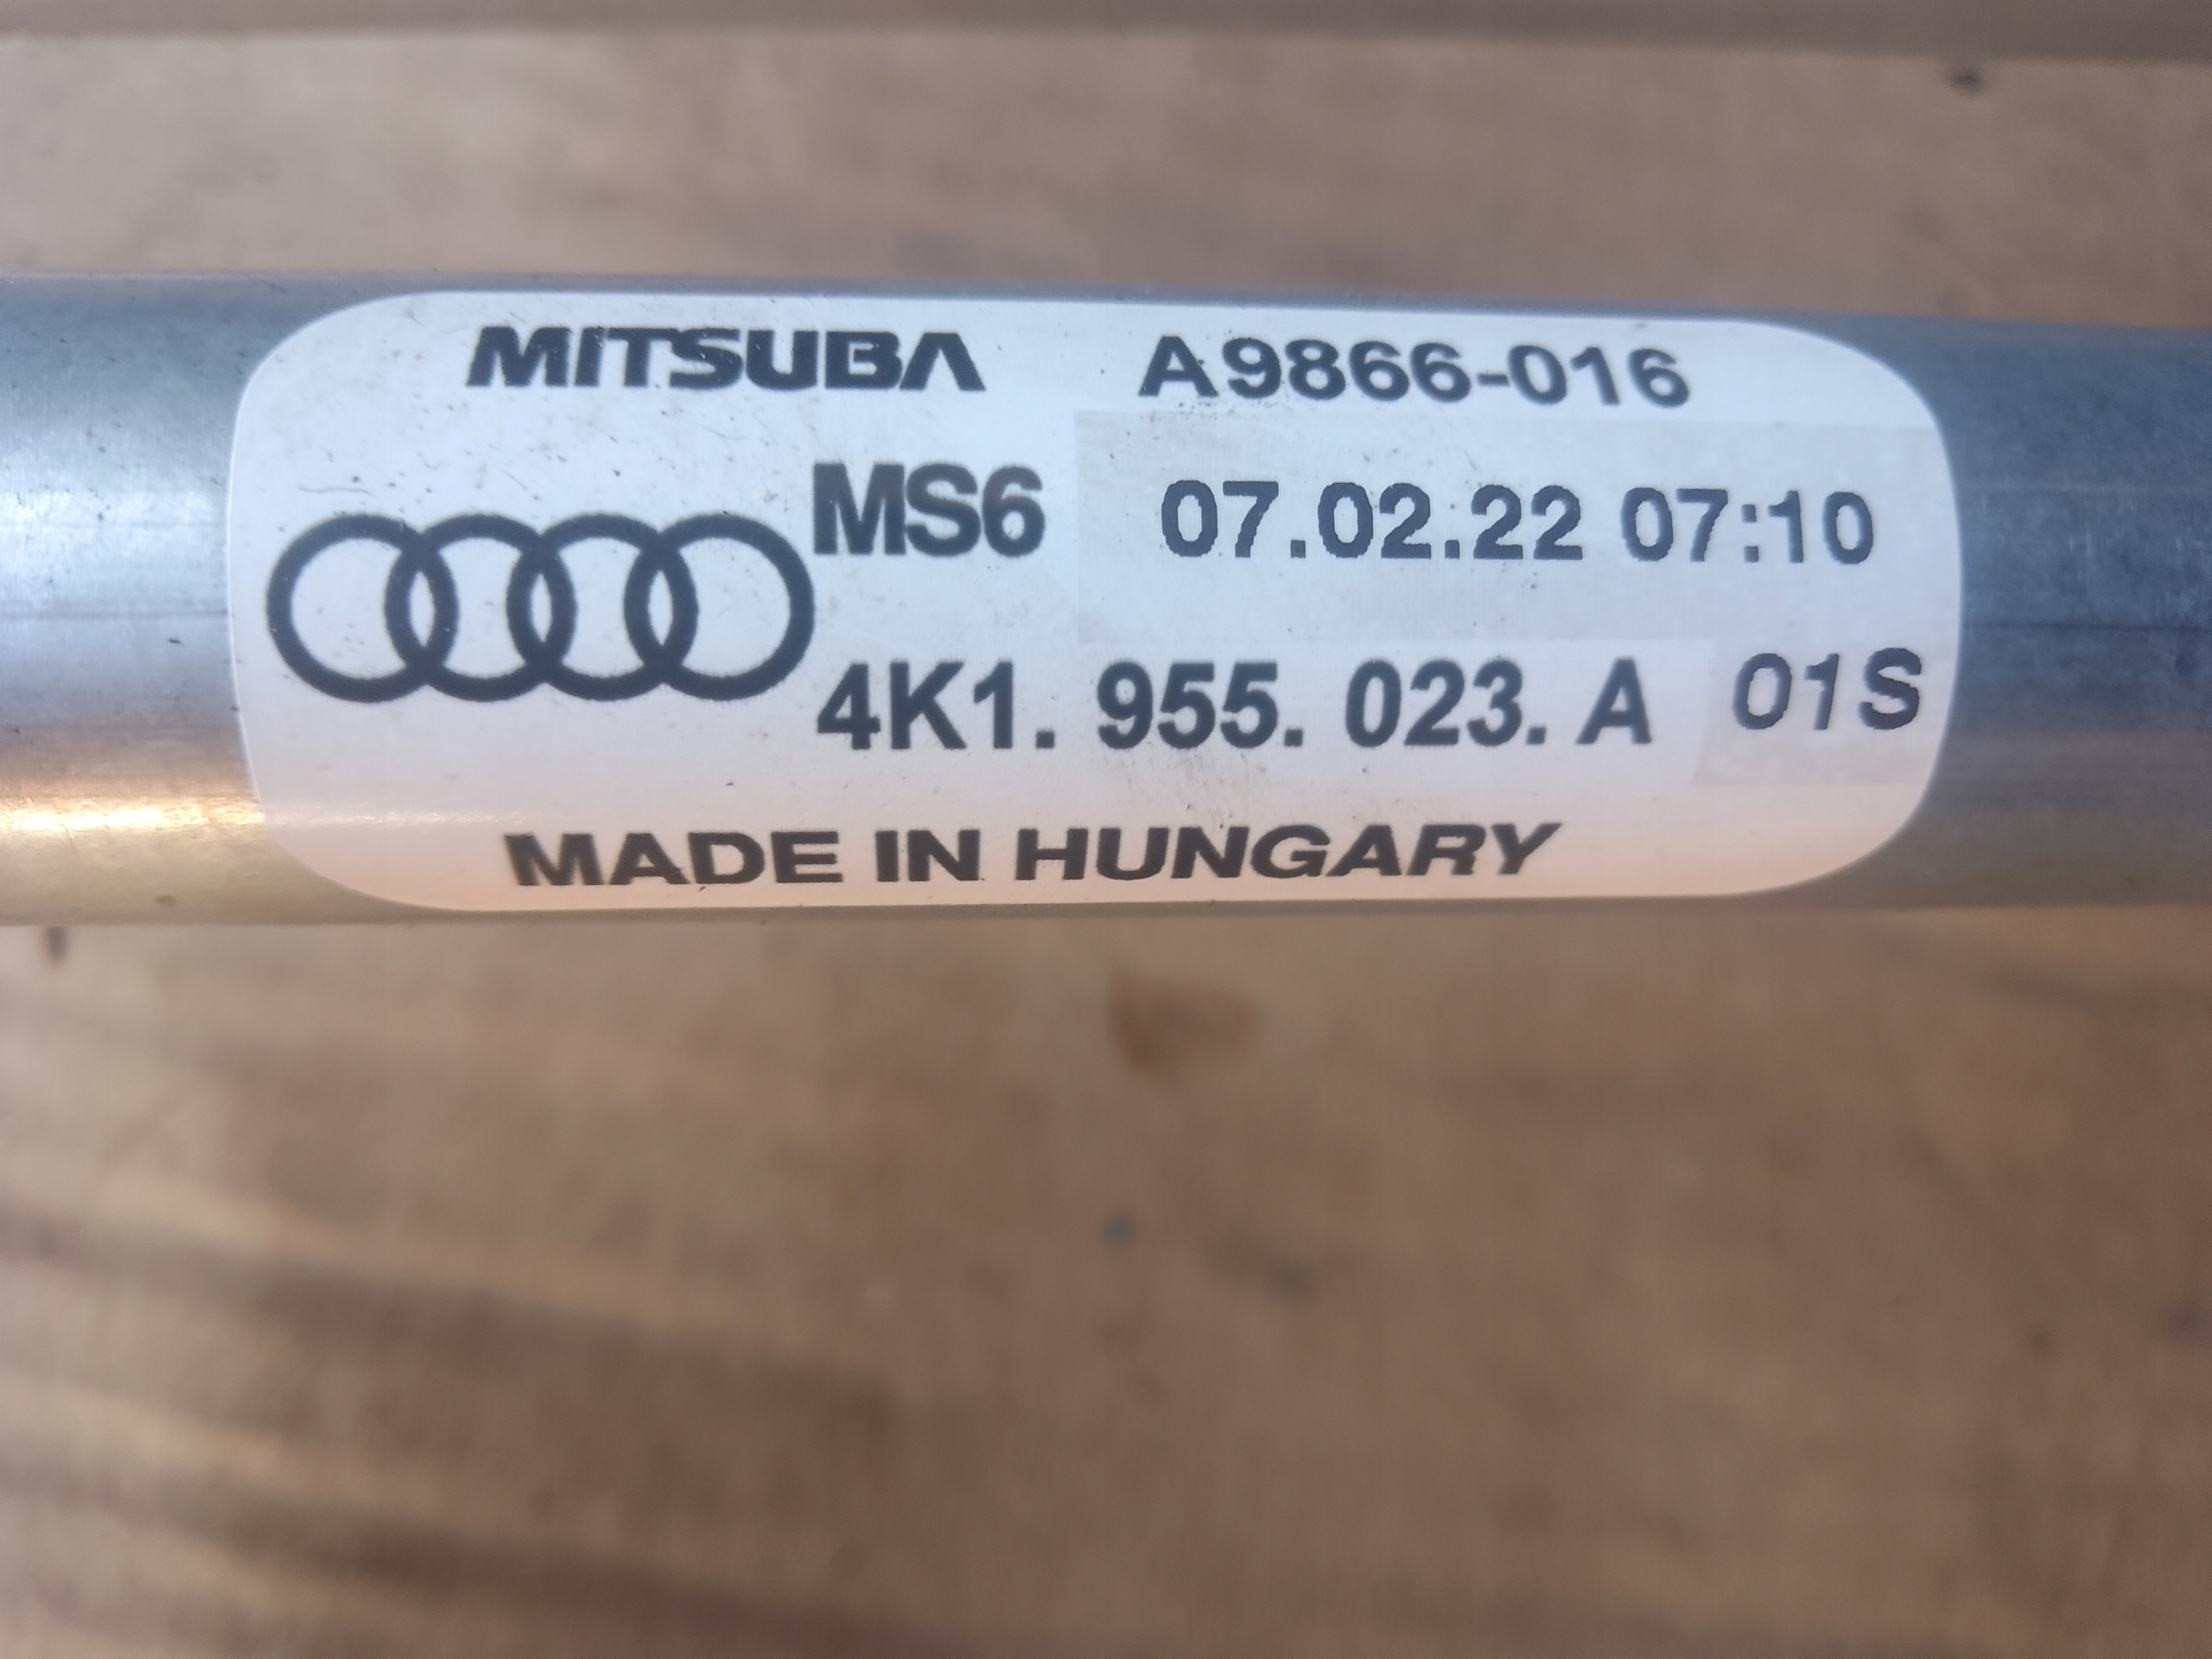 MITSUBA A9866-016
MS6 07.02.22 07:10
4K1. 955. 023. A 01S
MADE IN HUNGARY